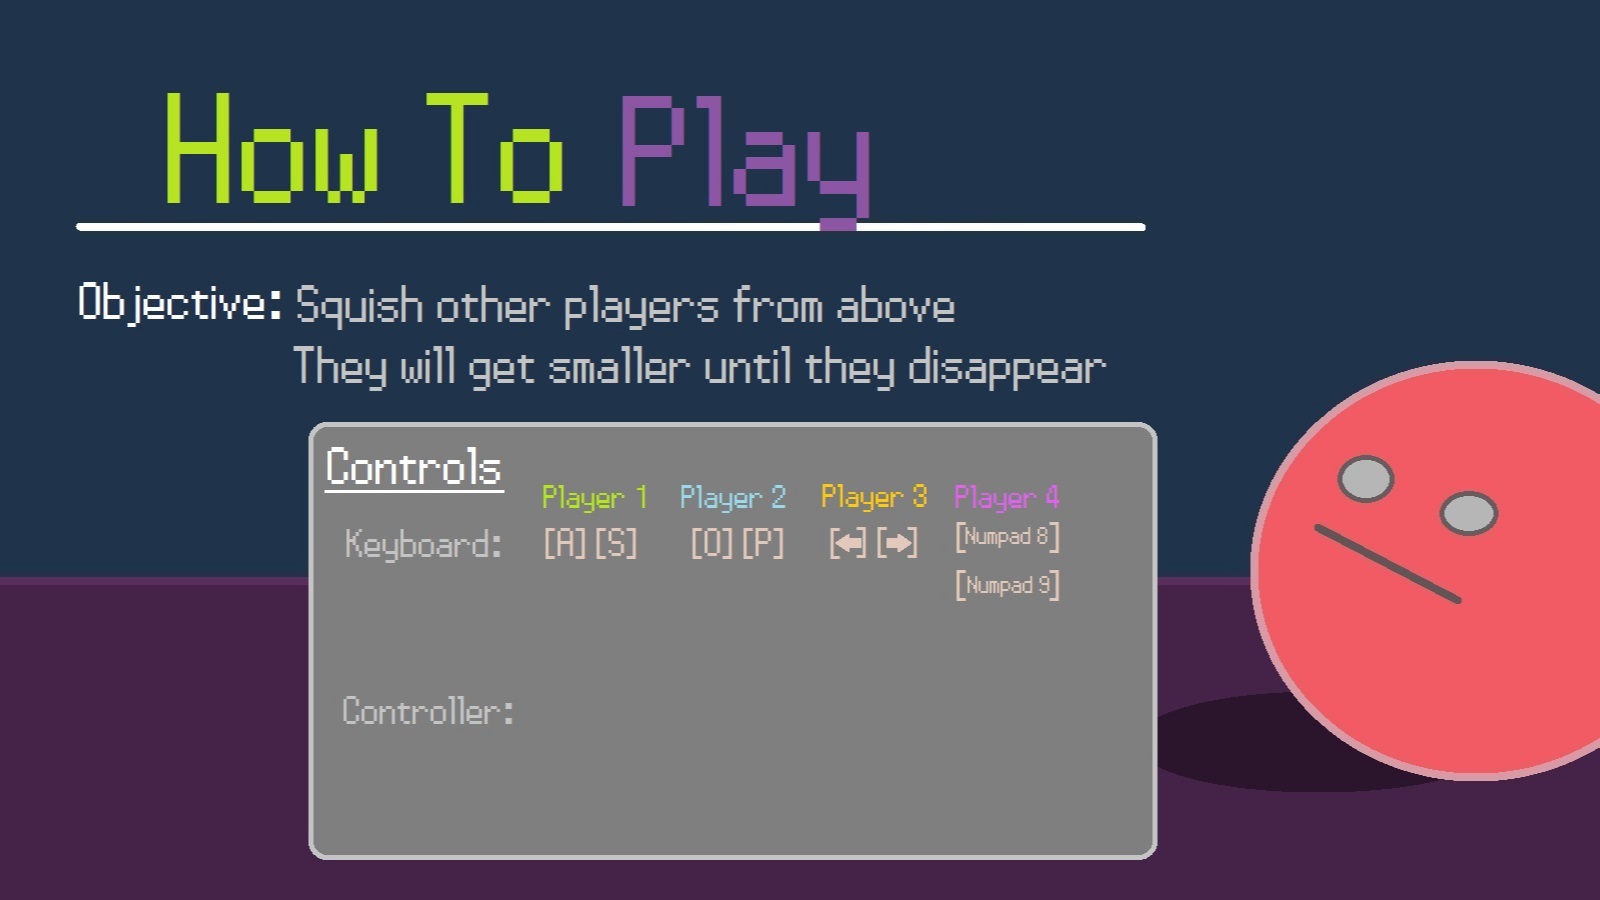 How To Play
Objective: Squish other players from above
They will get smaller until they disappear
Controls
Player 1 Player 2 Player 3 Player 4
Keyboard: [A][S] [O][P] [←][→] [Numpad 8]
[Numpad 9]
Controller: